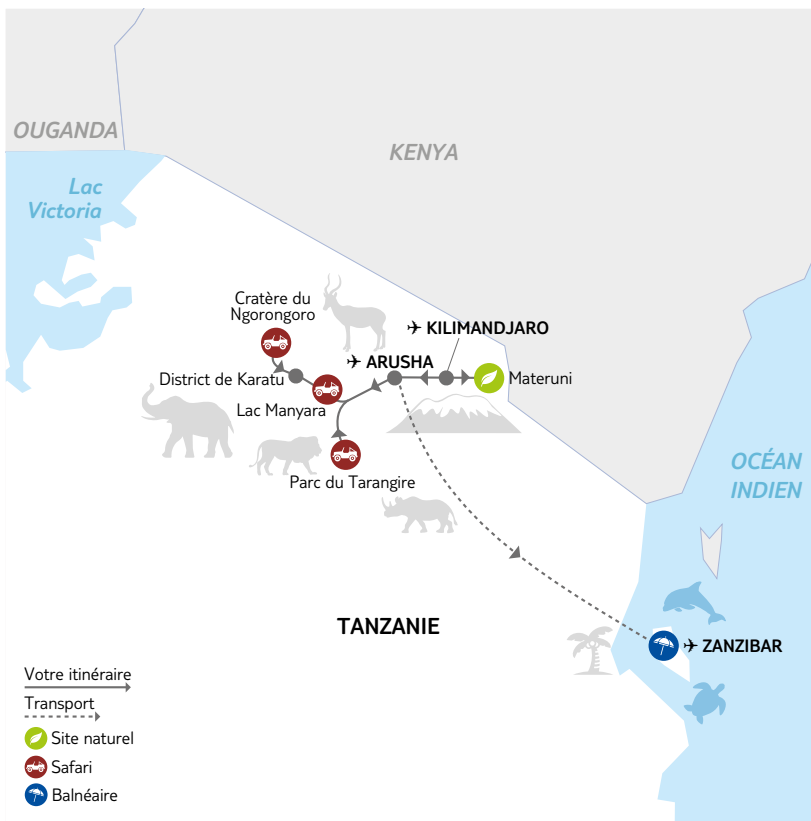 OUGANDA
KENYA
Lac
Victoria
Cratère du
Ngorongoro
KILIMANDJARO
ARUSHA
District de Karatu
Materuni
Lac Manyara
Parc du Tarangire
OCÉAN
INDIEN
TANZANIE
ZANZIBAR
Votre itinéraire
Transport
Site naturel
Safari
Balnéaire